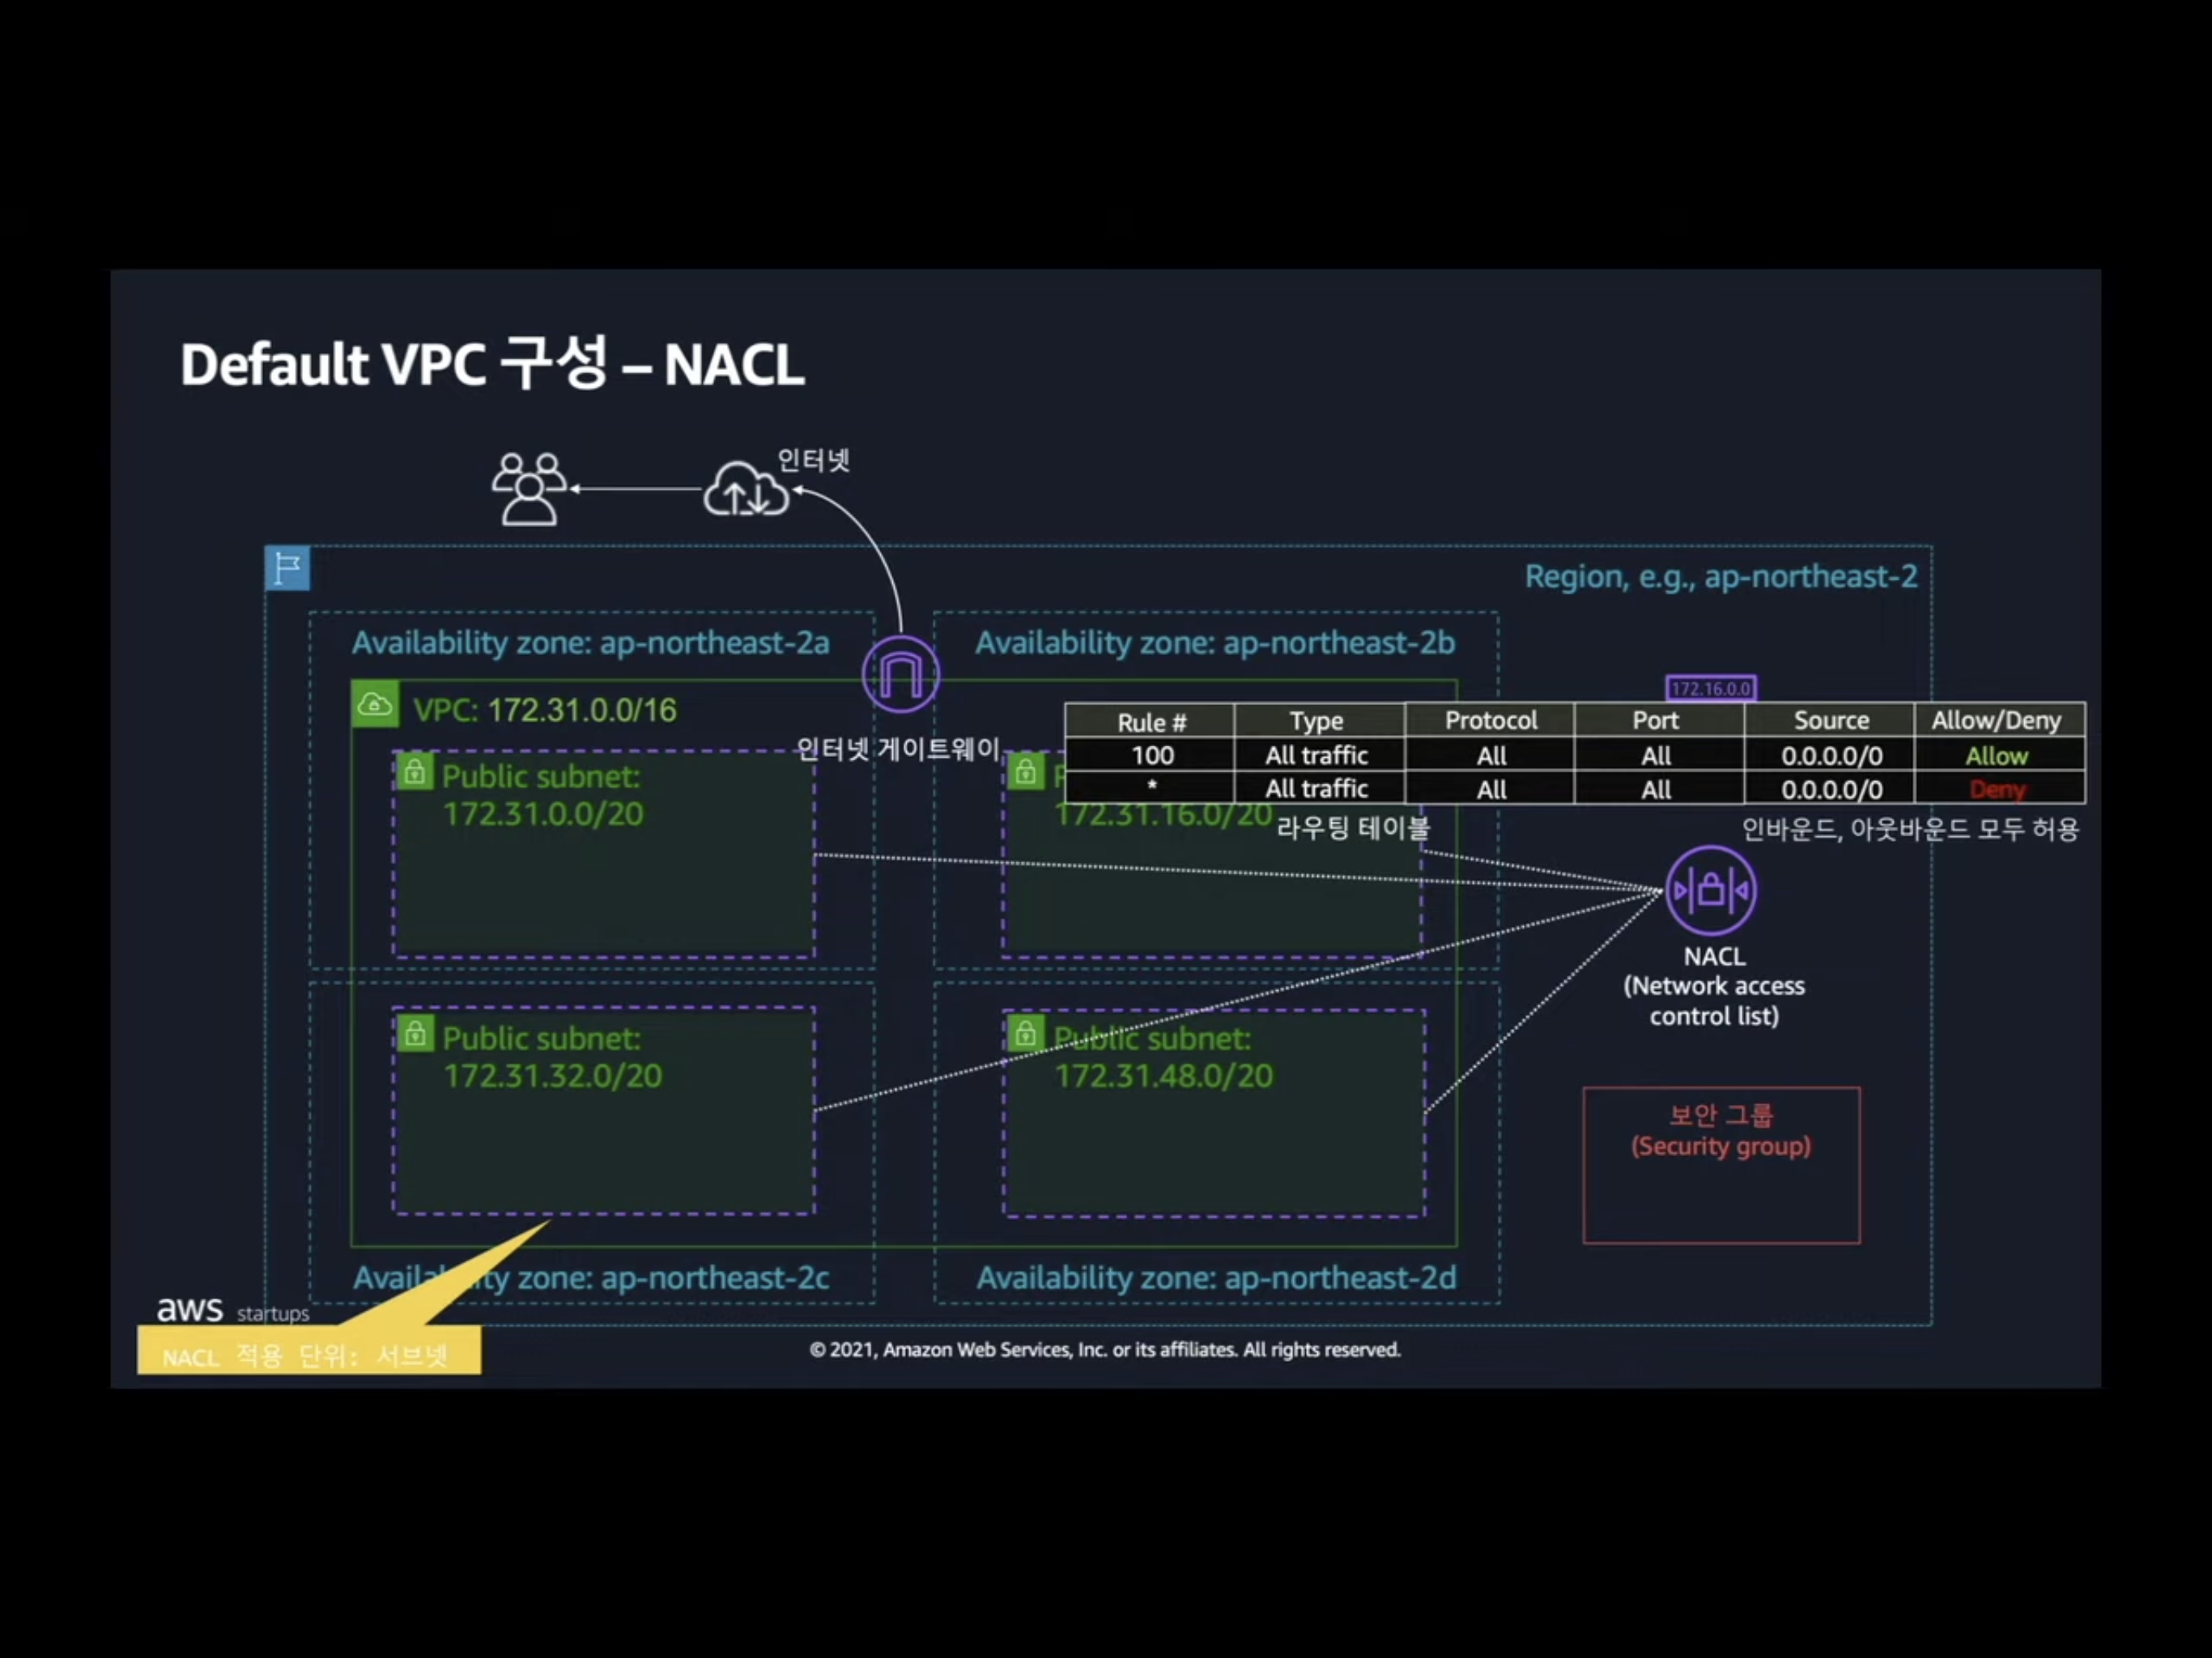 Default VPC 구성 – NACL
인터넷
Region, e.g., ap-northeast-2
Availability zone: ap-northeast-2a
Availability zone: ap-northeast-2b
VPC: 172.31.0.0/16
인터넷 게이트웨이
172.16.0.0
Rule # Type Protocol Port Source Allow/Deny
100 All traffic All All 0.0.0.0/0 Allow
* All traffic All All 0.0.0.0/0 Deny
Public subnet:
172.31.0.0/20
172.31.16.0/20
라우팅 테이블
인바운드, 아웃바운드 모두 허용
NACL
(Network access
control list)
Public subnet:
172.31.32.0/20
Public subnet:
172.31.48.0/20
보안 그룹
(Security group)
zone: ap-northeast-2c
Availability zone: ap-northeast-2d
aws startups
NACL 적용 단위: 서브넷
© 2021, Amazon Web Services, Inc. or its affiliates. All rights reserved.